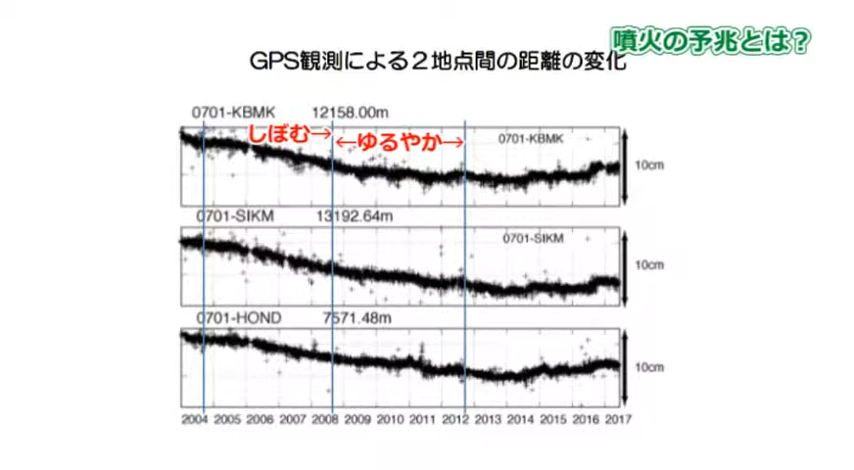 噴火の予兆とは？
GPS観測による２地点間の距離の変化
0701-KBMK 12158.00m
しぼむ→
←ゆるやか→
0701-KBMK
10cm
0701-SIKM 13192.64m
0701-SIKM
10cm
0701-HOND 7571.48m
10cm
2004 2005 2006 2007 2008 2009 2010 2011 2012 2013 2014 2015 2016 2017